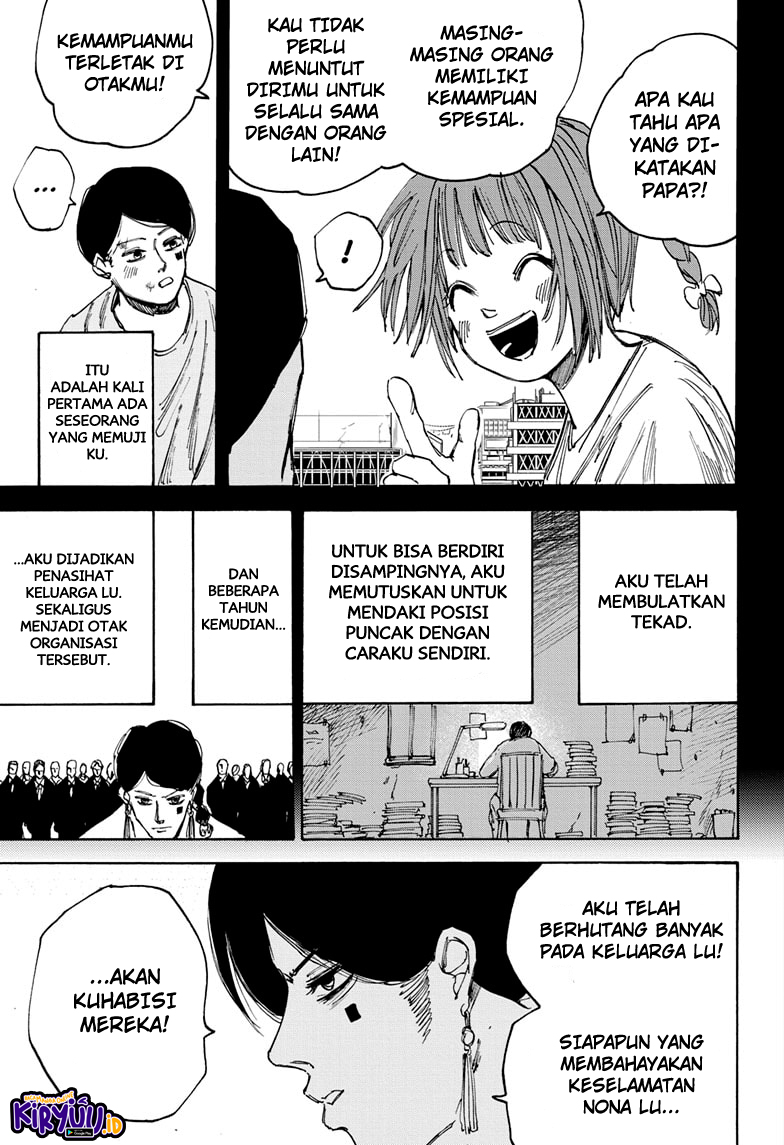 APA KAU
TAHU APA
YANG DI-
KATAKAN
PAPA?!
MASING-
MASING ORANG
MEMILIKI
KEMAMPUAN
SPESIAL.
KAU TIDAK
PERLU
MENUNTUT
DIRIMU UNTUK
SELALU SAMA
DENGAN ORANG
LAIN!
!
KEMAMPUANMU
TERLETAK DI
OTAKMU!
...
ITU
ADALAH KALI
PERTAMA ADA
SESEORANG
YANG MEMUJI
KU.
AKU TELAH
MEMBULATKAN
TEKAD.
UNTUK BISA BERDIRI
DISAMPINGNYA, AKU
MEMUTUSKAN UNTUK
MENDAKI POSISI
PUNCAK DENGAN
CARAKU SENDIRI.
DAN
BEBERAPA
TAHUN
KEMUDIAN...
...AKU DIJADIKAN
PENASIHAT
KELUARGA LU.
SEKALIGUS
MENJADI OTAK
ORGANISASI
TERSEBUT.
AKU TELAH
BERHUTANG BANYAK
PADA KELUARGA LU!
SIAPAPUN YANG
MEMBAHAYAKAN
KESELAMATAN
NONA LU...
...AKAN
KUHABISI
MEREKA!
KIRYUU.ID